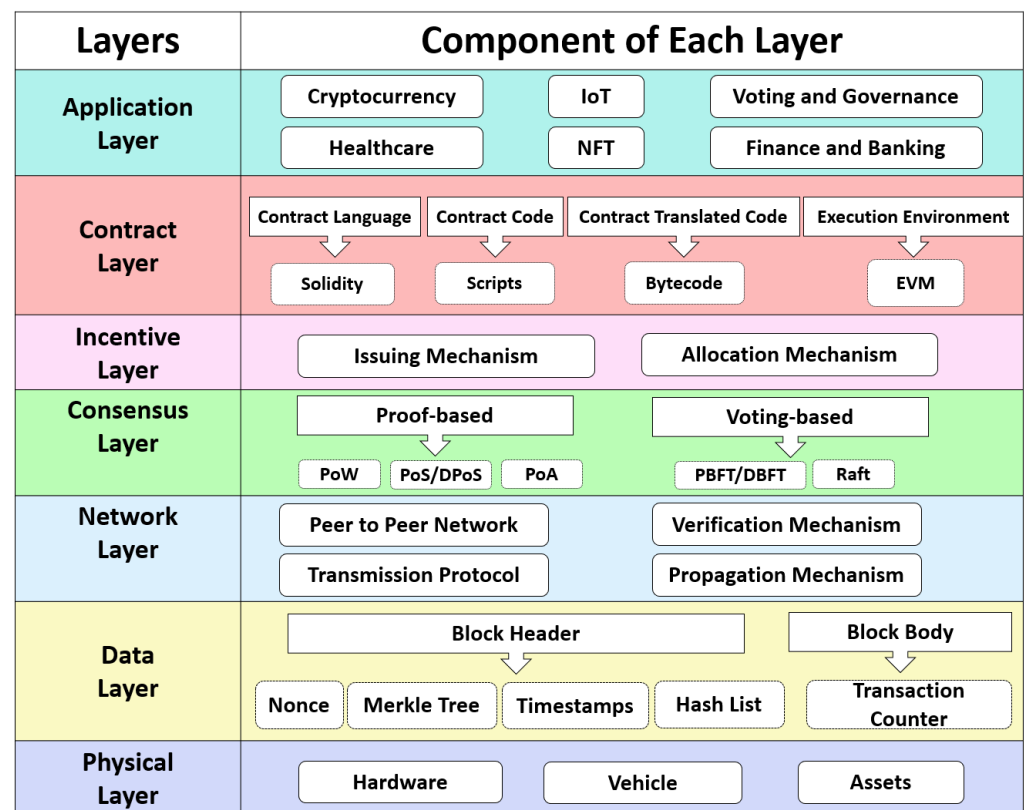 Layers
Component of Each Layer
Application
Layer
Cryptocurrency
IoT
Voting and Governance
Healthcare
NFT
Finance and Banking
Contract
Layer
Contract Language
Contract Code
Contract Translated Code
Execution Environment
Solidity
Scripts
Bytecode
EVM
Incentive
Layer
Issuing Mechanism
Allocation Mechanism
Consensus
Layer
Proof-based
Voting-based
PoW
PoS/DPoS
PoA
PBFT/DBFT
Raft
Network
Layer
Peer to Peer Network
Verification Mechanism
Transmission Protocol
Propagation Mechanism
Data
Layer
Block Header
Block Body
Nonce
Merkle Tree
Timestamps
Hash List
Transaction
Counter
Physical
Layer
Hardware
Vehicle
Assets